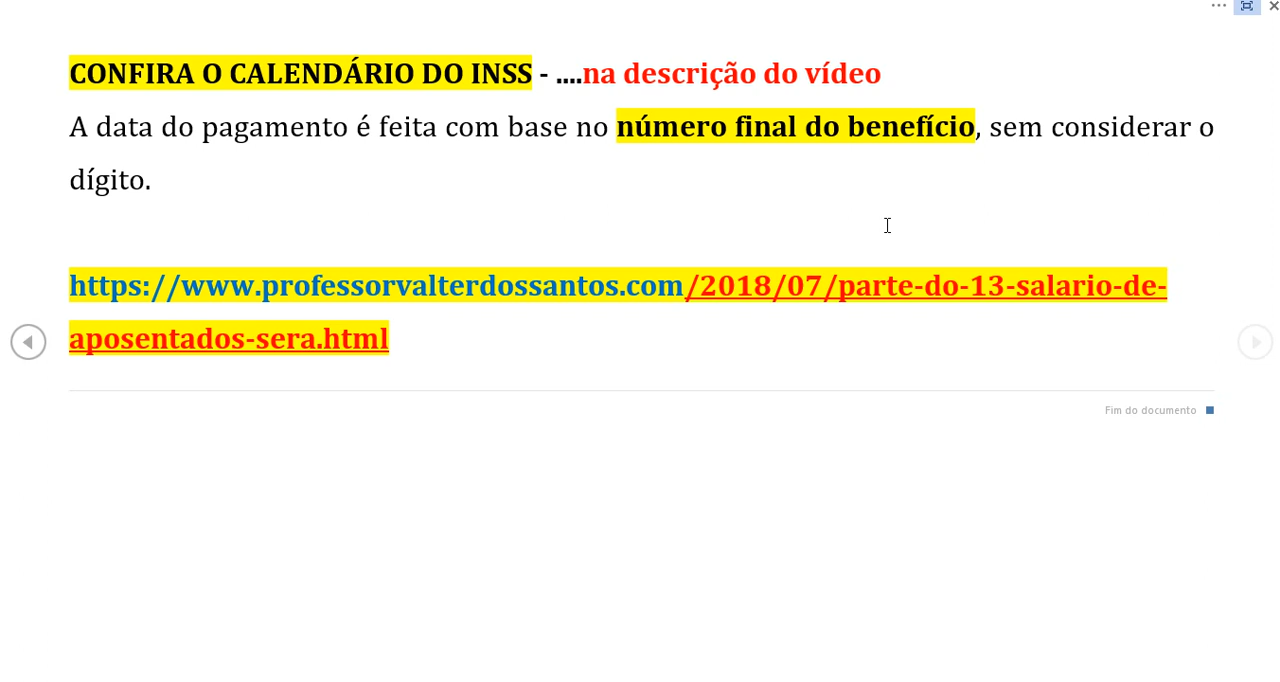 CONFIRA O CALENDÁRIO DO INSS - ....na descrição do vídeo
A data do pagamento é feita com base no número final do benefício, sem considerar o
dígito.
https://www.professorvalterdossantos.com/2018/07/parte-do-13-salario-de-
aposentados-sera.html
Fim do documento